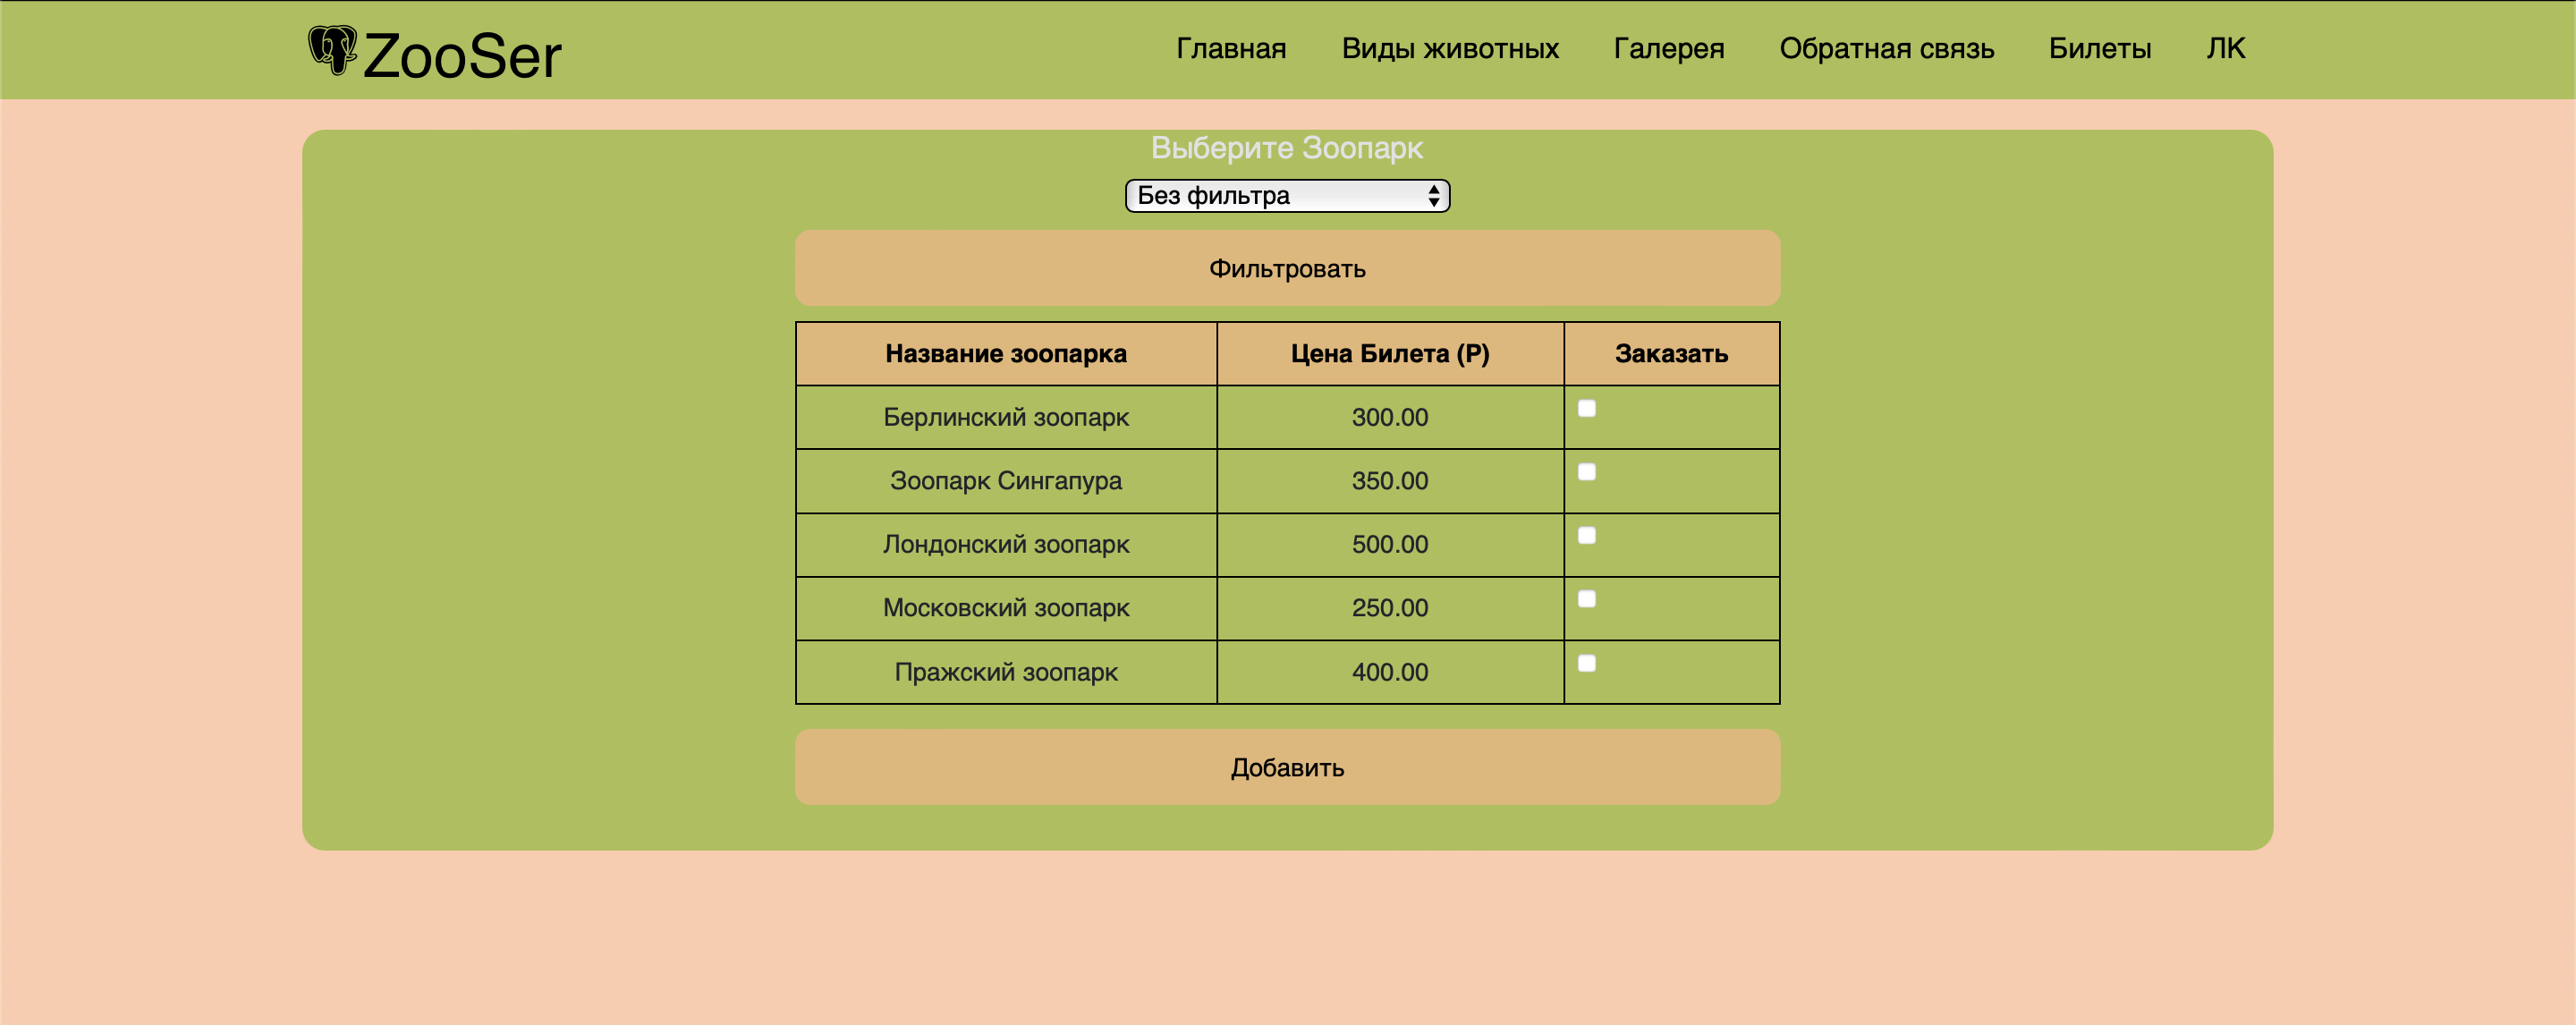 ZooSer
Главная Виды животных Галерея Обратная связь Билеты ЛК
Выберите Зоопарк
Без фильтра
Фильтровать
Название зоопарка Цена Билета (Р) Заказать
Берлинский зоопарк 300.00
Зоопарк Сингапура 350.00
Лондонский зоопарк 500.00
Московский зоопарк 250.00
Пражский зоопарк 400.00
Добавить